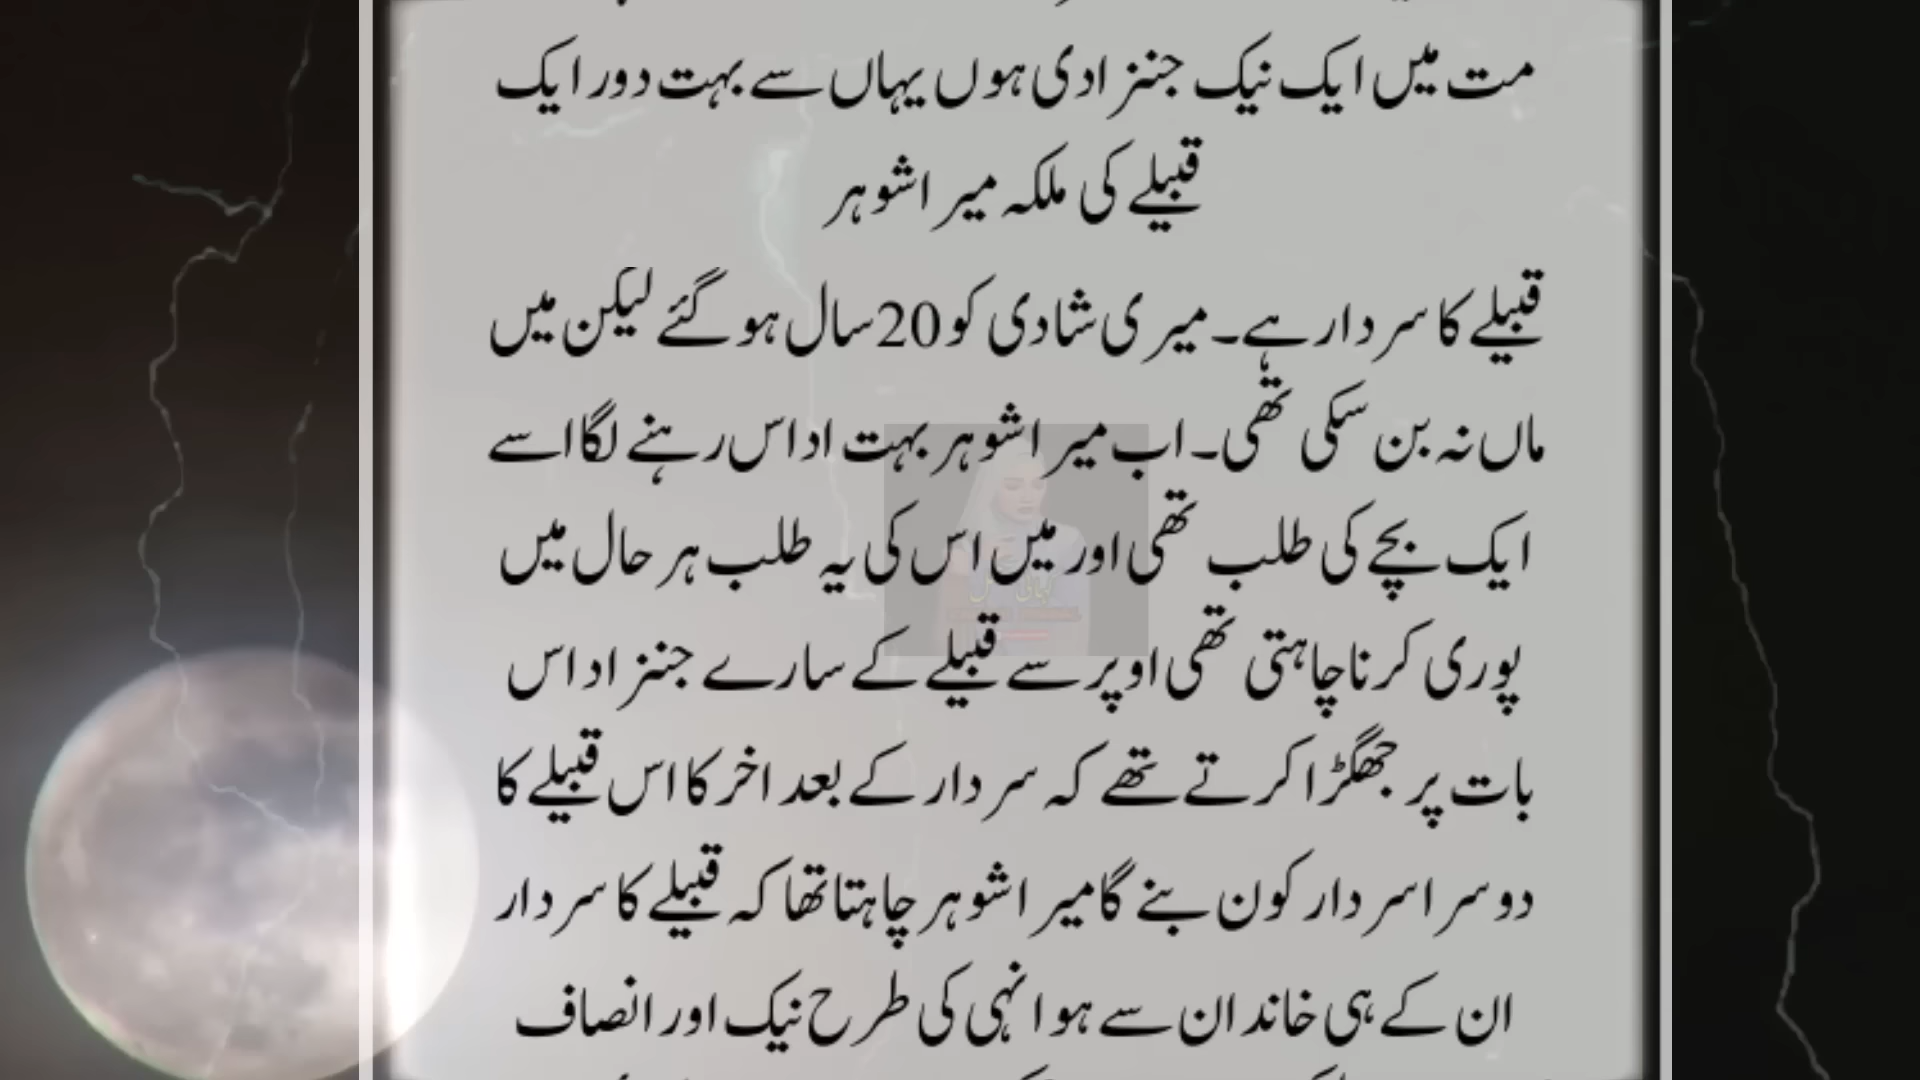 مت میں ایک نیک جننزادی ہوں یہاں سے بہت دور ایک
قبیلے کی ملکہ میرا شوہر
قبیلے کا سردار ہے۔ میری شادی کو 20 سال ہو گئے لیکن میں
ماں نہ بن سکی تھی۔ اب میرا شوہر بہت اداس رہنے لگا اسے
ایک بچے کی طلب تھی اور میں اس کی یہ طلب ہر حال میں
پوری کرنا چاہتی تھی اوپر سے قبیلے کے سارے جننزاد اس
بات پر جھگڑا کرتے تھے کہ سردار کے بعد اخر کا اس قبیلے کا
دوسرا سردار کون بنے گا میرا شوہر چاہتا تھا کہ قبیلے کا سردار
ان کے ہی خاندان سے ہو انہی کی طرح نیک اور انصاف